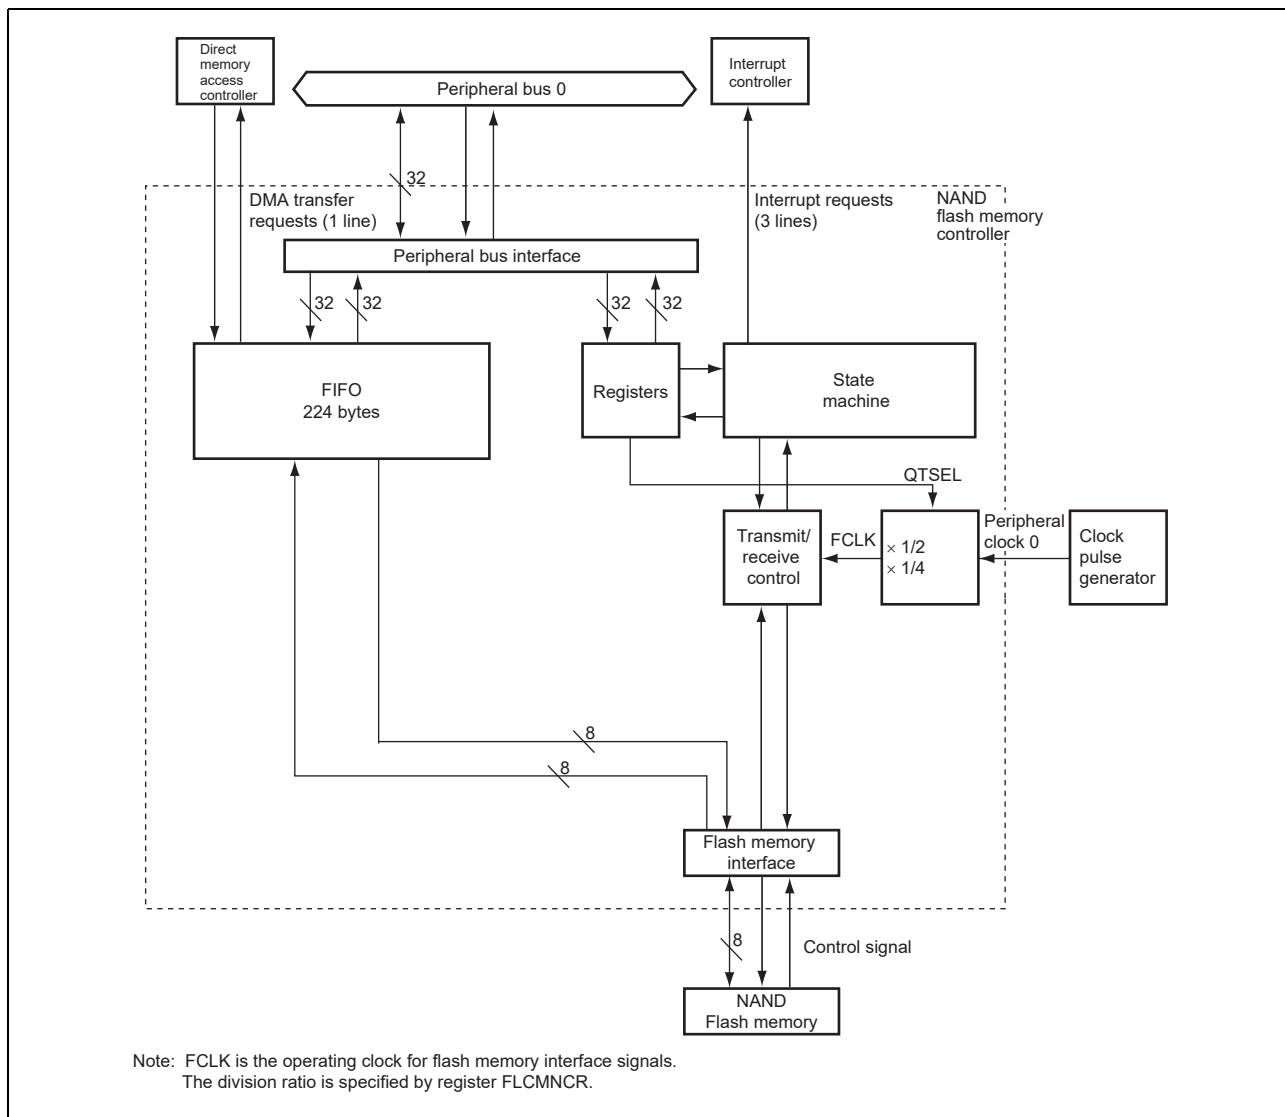 Direct
memory
access
controller
Peripheral bus 0
Interrupt
controller
32
DMA transfer
requests (1 line)
Interrupt requests
(3 lines)
NAND
flash memory
controller
Peripheral bus interface
32
32
32
32
FIFO
224 bytes
Registers
State
machine
QTSEL
Transmit/
receive
control
FCLK
× 1/2
× 1/4
Peripheral
clock 0
Clock
pulse
generator
8
8
Flash memory
interface
8
Control signal
NAND
Flash memory
Note: FCLK is the operating clock for flash memory interface signals.
The division ratio is specified by register FLCMNCR.